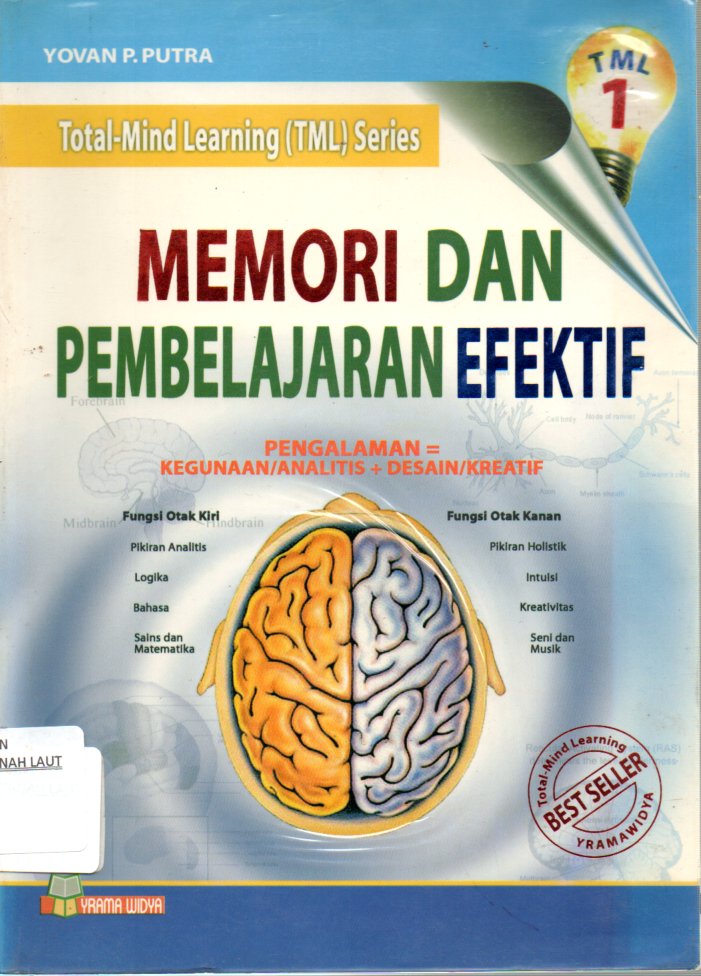 YOVAN P. PUTRA
TML
1
Total-Mind Learning (TML) Series
MEMORI DAN
PEMBELAJARAN EFEKTIF
PENGALAMAN =
KEGUNAAN/ANALITIS + DESAIN/KREATIF
Forebrain
Midbrain
Hindbrain
Cell body
Node of ranvier
Axon
Myelin sheath
Schwann's cells
Nucleus
Fungsi Otak Kiri
Pikiran Analitis
Logika
Bahasa
Sains dan
Matematika
Fungsi Otak Kanan
Pikiran Holistik
Intuisi
Kreativitas
Seni dan
Musik
N
NAH LAUT
(RAS)
Total-Mind Learning
BEST SELLER
YRAMAWIDYA
YRAMA WIDYA